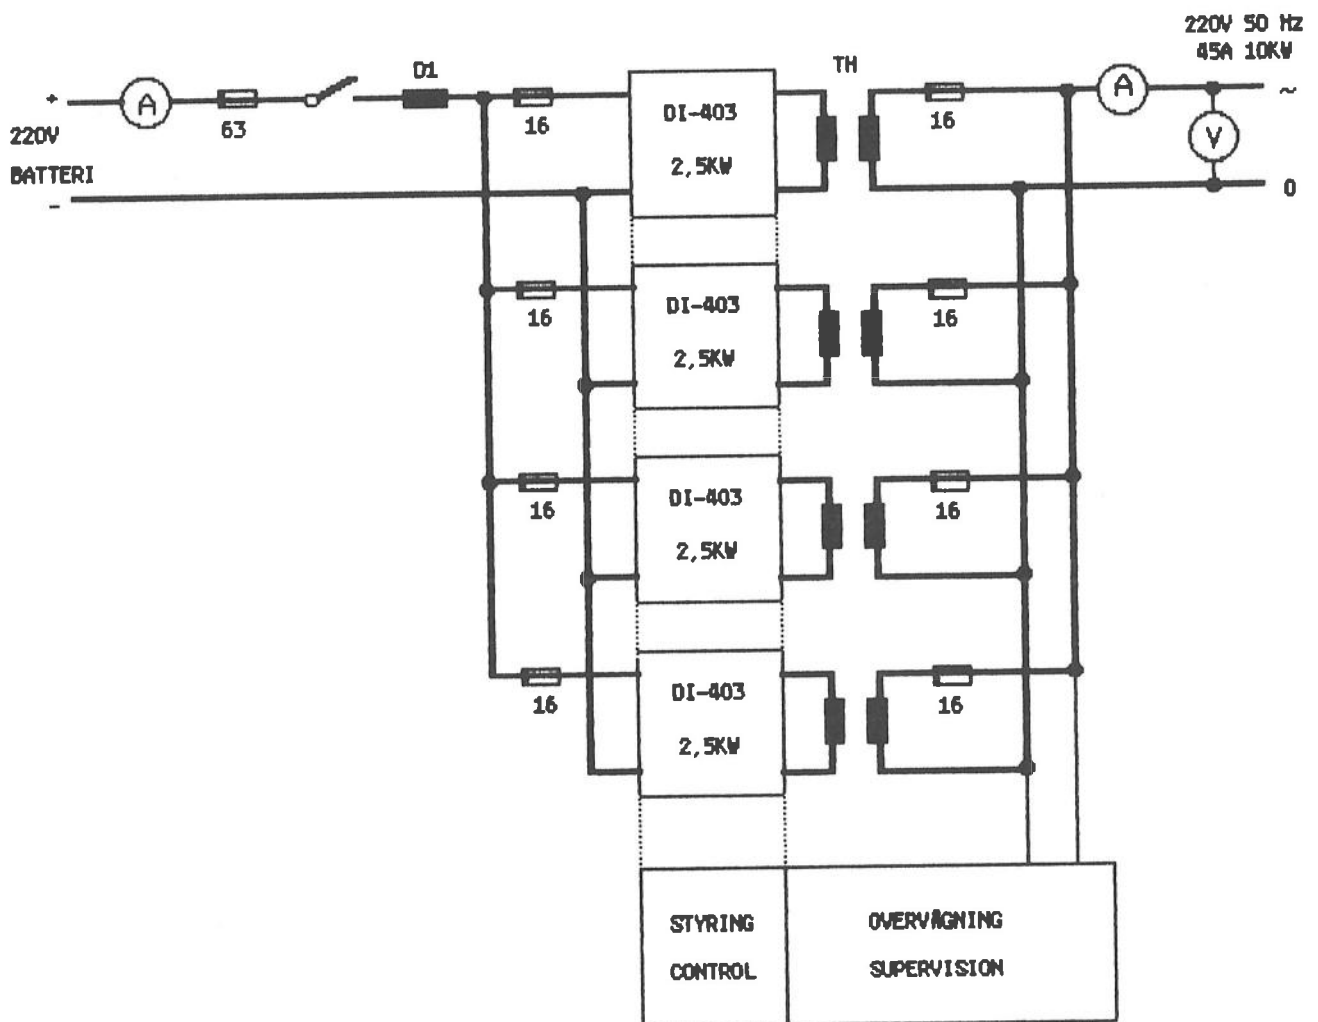 220V 50 Hz
45A 10KW
D1
TH
+
A
63
16
DI-403
2,5KW
16
A
~
220V
BATTERI
-
V
0
16
DI-403
2,5KW
16
16
DI-403
2,5KW
16
16
DI-403
2,5KW
16
STYRING
CONTROL
OVERVÅGNING
SUPERVISION